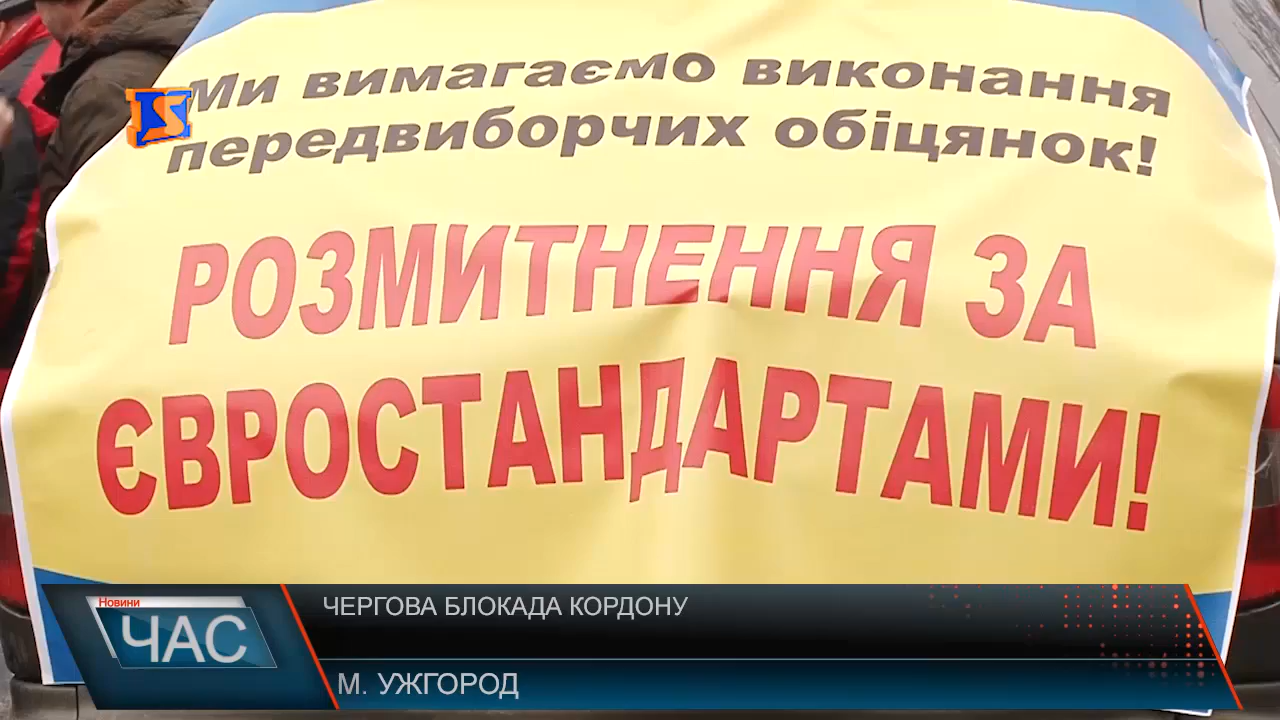 Ми вимагаємо виконання
передвиборчих обіцянок!
РОЗМИТНЕННЯ ЗА
ЄВРОСТАНДАРТАМИ!
Новини
ЧАС
ЧЕРГОВА БЛОКАДА КОРДОНУ
М. УЖГОРОД